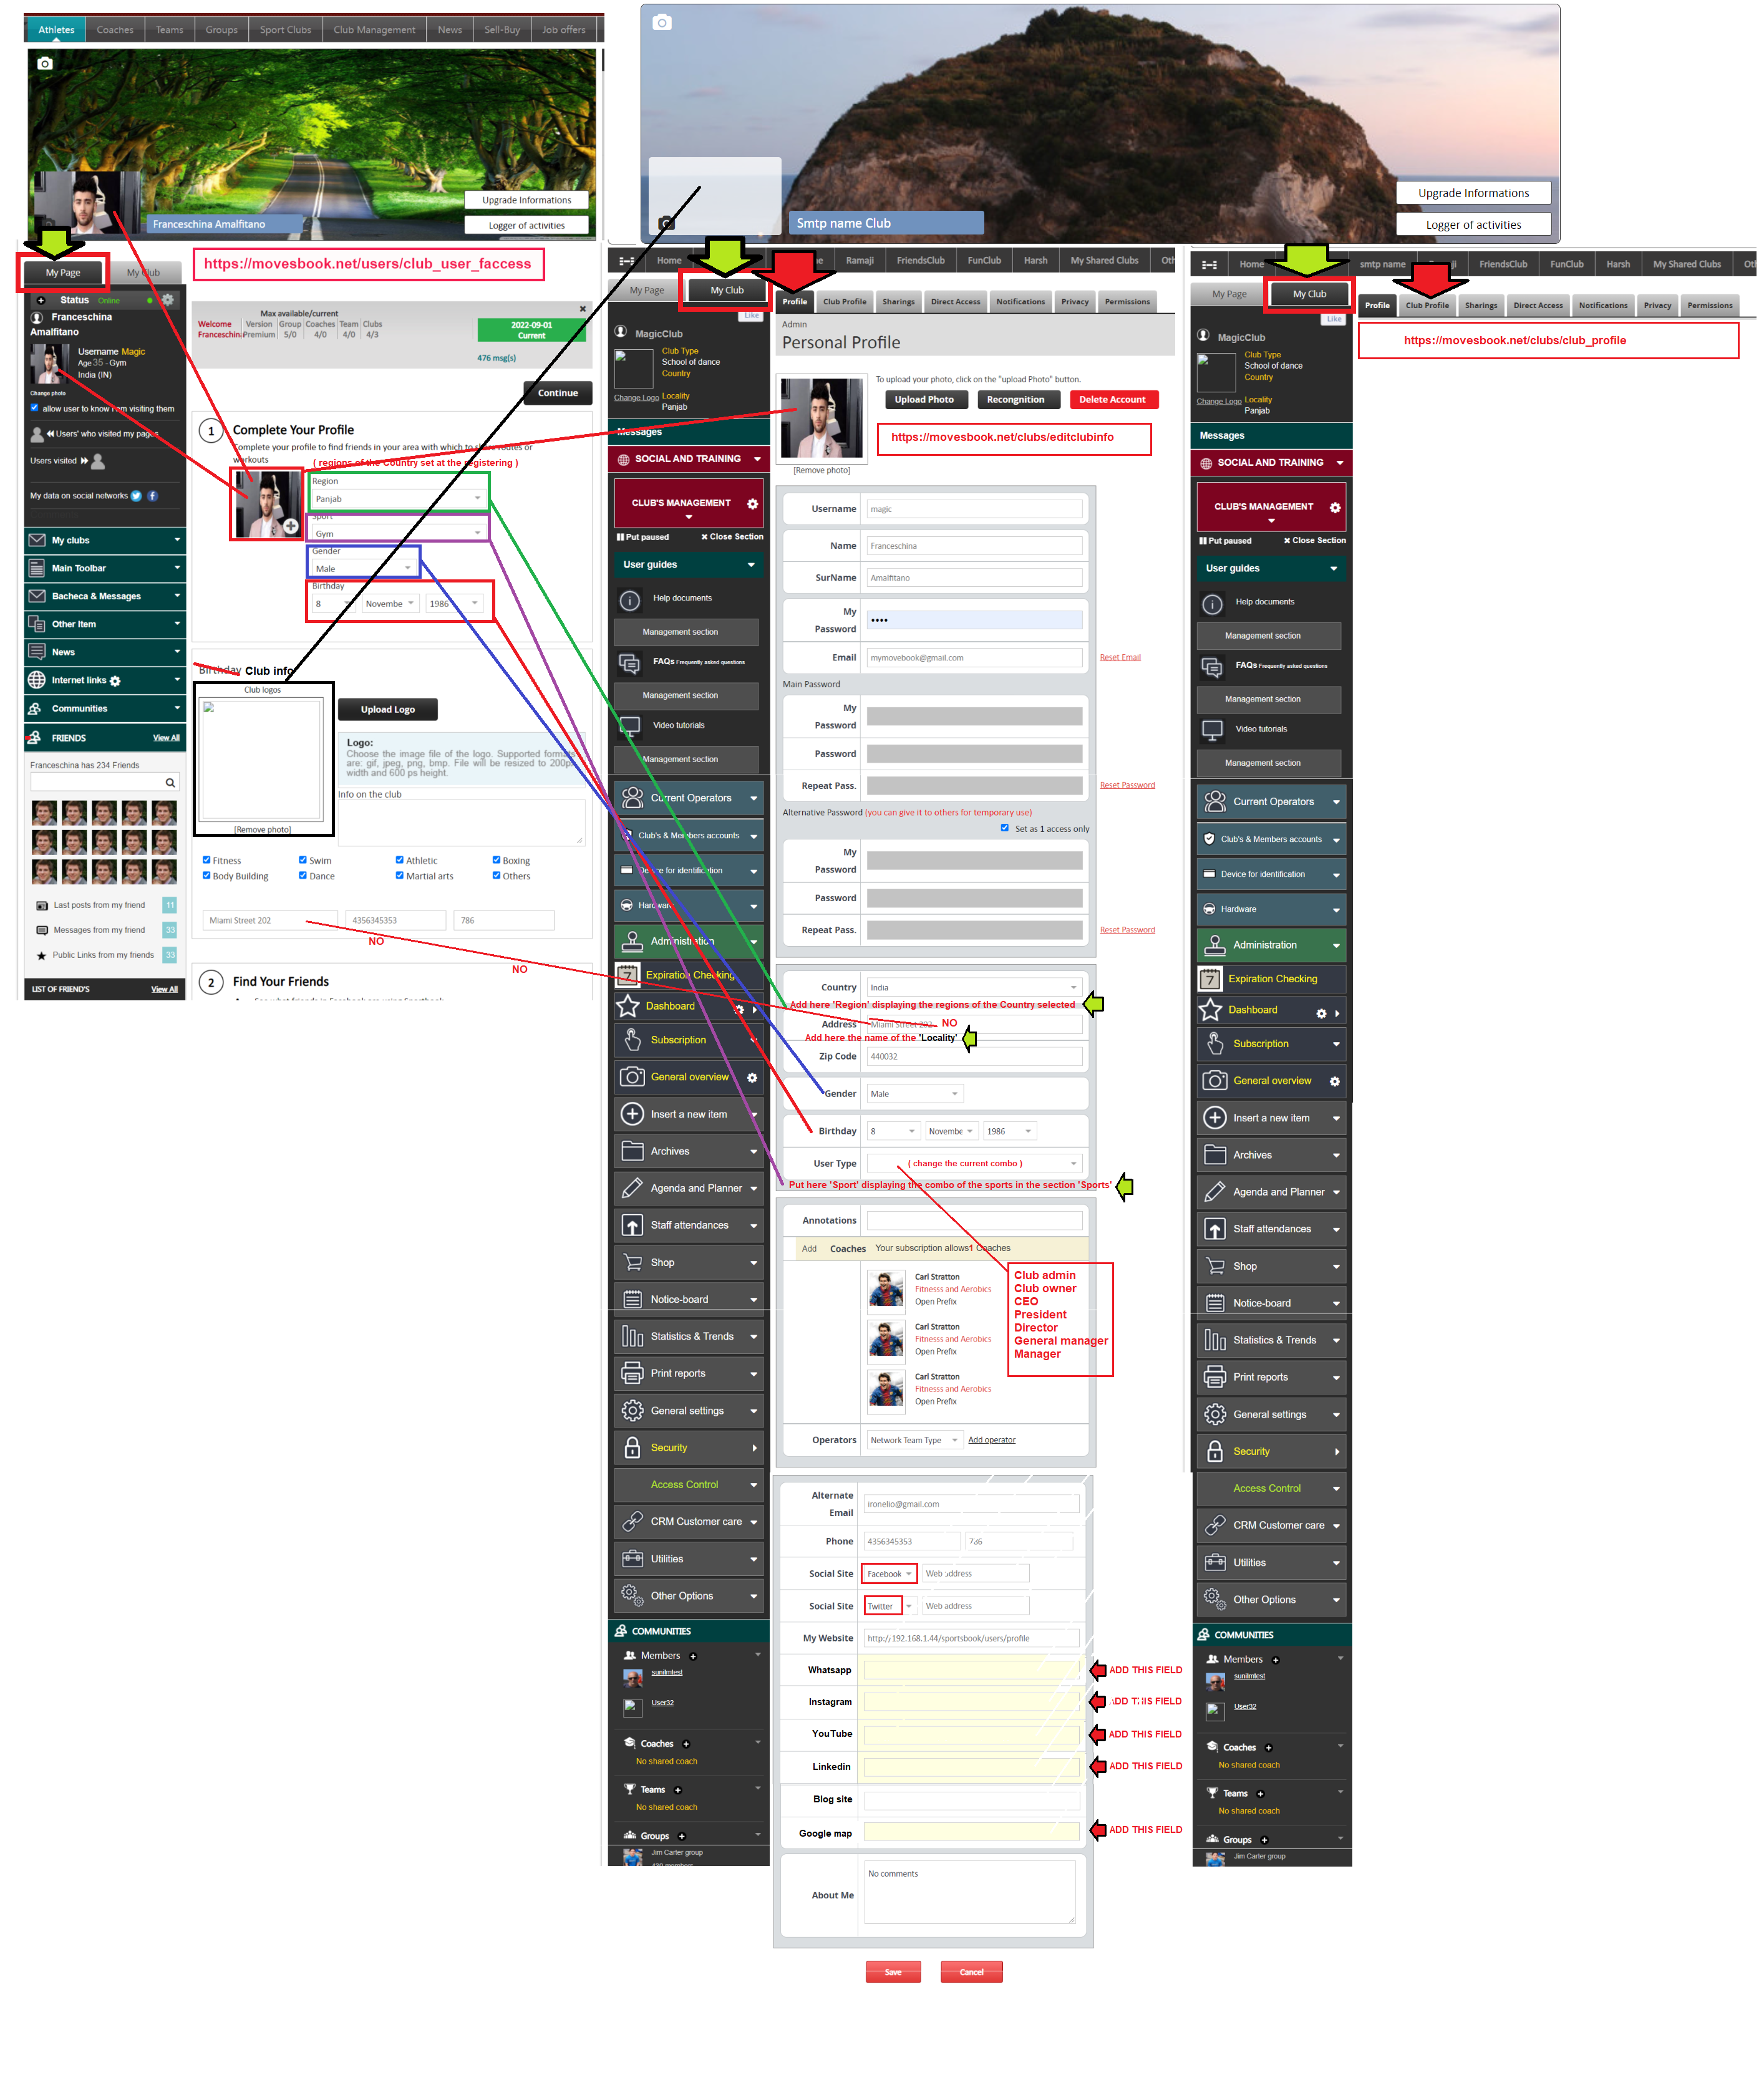 Athletes Coaches Teams Groups Sport Clubs Club Management News Sell-Buy Job offers
Upgrade Informations
Franceschina Amalfitano
Logger of activities
https://movesbook.net/users/club_user_faccess
My Page My Club
Status Online
Franceschina
Amalfitano
Username Magic
Age 35 - Gym
India (IN)
Change photo
allow user to know I am visiting them
Users' who visited my pages
Users visited
My data on social networks
My clubs
Main Toolbar
Bacheca & Messages
Other Item
News
Internet links
Communities
FRIENDS View All
Franceschina has 234 Friends
Last posts from my friend 11
Messages from my friend 33
Public Links from my friends 33
LIST OF FRIEND'S View All
Max available/current
Welcome Version Group Coaches Team Clubs
Franceschina Premium 5/0 4/0 4/0 4/3
2022-09-01
Current
476 msg(s)
Continue
1 Complete Your Profile
Complete your profile to find friends in your area with which to share routes or
workouts
( regions of the Country set at the registering )
Region
Panjab
Sport
Gym
Gender
Male
Birthday
8 Novembe 1986
Birthday Club info
Club logos
[Remove photo]
Upload Logo
Logo:
Choose the image file of the logo. Supported formats
are: gif, jpeg, png, bmp. File will be resized to 200px
width and 600 ps height.
Info on the club
Fitness Swim Athletic Boxing
Body Building Dance Martial arts Others
Miami Street 202 4356345353 786
NO
NO
2 Find Your Friends
Upgrade Informations
Smtp name Club
Logger of activities
Home Ramaji FriendsClub FunClub Harsh My Shared Clubs Oth
My Page My Club
Like
MagicClub
Club Type
School of dance
Country
Change Logo Locality
Panjab
Messages
SOCIAL AND TRAINING
CLUB'S MANAGEMENT
Put paused Close Section
User guides
Help documents
Management section
FAQs Frequently asked questions
Management section
Video tutorials
Management section
Current Operators
Club's & Members accounts
Device for identification
Hardware
Administration
Expiration Checking
Dashboard
Subscription
General overview
Insert a new item
Archives
Agenda and Planner
Staff attendances
Shop
Notice-board
Statistics & Trends
Print reports
General settings
Security
Access Control
CRM Customer care
Utilities
Other Options
COMMUNITIES
Members
sunilmtest
User32
Coaches
No shared coach
Teams
No shared coach
Groups
Jim Carter group
Profile Club Profile Sharings Direct Access Notifications Privacy Permissions
Admin
Personal Profile
To upload your photo, click on the "upload Photo" button.
Upload Photo Recongnition Delete Account
https://movesbook.net/clubs/editclubinfo
[Remove photo]
Username magic
Name Franceschina
SurName Amalfitano
My
Password
Email mymovebook@gmail.com Reset Email
Main Password
My
Password
Password
Repeat Pass. Reset Password
Alternative Password (you can give it to others for temporary use)
Set as 1 access only
My
Password
Password
Repeat Pass. Reset Password
Country India
Add here 'Region' displaying the regions of the Country selected
Address Miami Street 202 NO
Add here the name of the 'Locality'
Zip Code 440032
Gender Male
Birthday 8 Novembe 1986
User Type ( change the current combo )
Put here 'Sport' displaying the combo of the sports in the section 'Sports'
Annotations
Add Coaches Your subscription allows1 Coaches
Carl Stratton
Fitnesss and Aerobics
Open Prefix
Carl Stratton
Fitnesss and Aerobics
Open Prefix
Carl Stratton
Fitnesss and Aerobics
Open Prefix
Club admin
Club owner
CEO
President
Director
General manager
Manager
Operators Network Team Type Add operator
Alternate
Email ironelio@gmail.com
Phone 4356345353 786
Social Site Facebook Web address
Social Site Twitter Web address
My Website http://192.168.1.44/sportsbook/users/profile
Whatsapp ADD THIS FIELD
Instagram ADD THIS FIELD
YouTube ADD THIS FIELD
Linkedin ADD THIS FIELD
Blog site
Google map ADD THIS FIELD
About Me No comments
Save Cancel
Home smtp name FriendsClub FunClub Harsh My Shared Clubs Ot
My Page My Club
Like
Profile Club Profile Sharings Direct Access Notifications Privacy Permissions
https://movesbook.net/clubs/club_profile
MagicClub
Club Type
School of dance
Country
Change Logo Locality
Panjab
Messages
SOCIAL AND TRAINING
CLUB'S MANAGEMENT
Put paused Close Section
User guides
Help documents
Management section
FAQs Frequently asked questions
Management section
Video tutorials
Management section
Current Operators
Club's & Members accounts
Device for identification
Hardware
Administration
Expiration Checking
Dashboard
Subscription
General overview
Insert a new item
Archives
Agenda and Planner
Staff attendances
Shop
Notice-board
Statistics & Trends
Print reports
General settings
Security
Access Control
CRM Customer care
Utilities
Other Options
COMMUNITIES
Members
sunilmtest
User32
Coaches
No shared coach
Teams
No shared coach
Groups
Jim Carter group